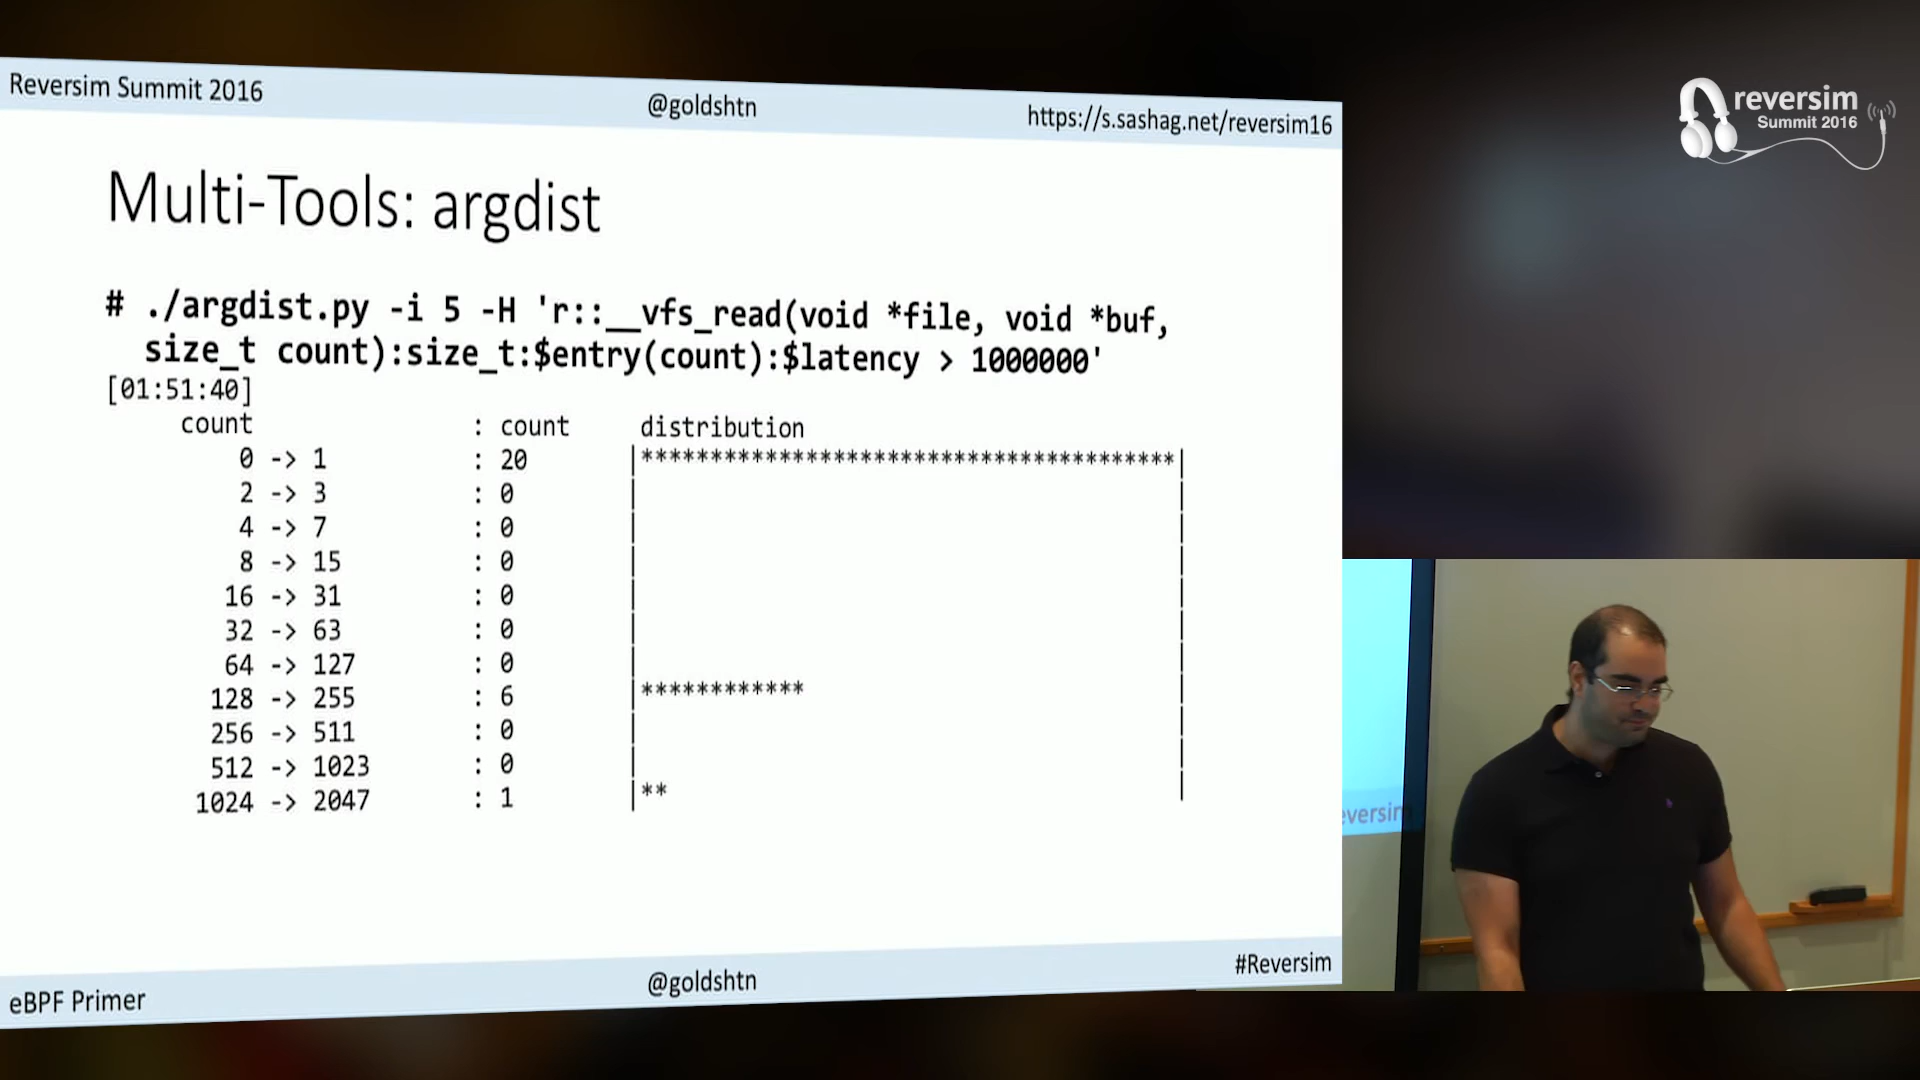 Reversim Summit 2016
@goldshtn
https://s.sashag.net/reversim16
reversim
Summit 2016
Multi-Tools: argdist
# ./argdist.py -i 5 -H 'r::__vfs_read(void *file, void *buf,
size_t count):size_t:$entry(count):$latency > 1000000'
[01:51:40]
count : count distribution
0 -> 1 : 20 |****************************************|
2 -> 3 : 0 | |
4 -> 7 : 0 | |
8 -> 15 : 0 | |
16 -> 31 : 0 | |
32 -> 63 : 0 | |
64 -> 127 : 0 | |
128 -> 255 : 6 |************ |
256 -> 511 : 0 | |
512 -> 1023 : 0 | |
1024 -> 2047 : 1 |** |
eversim
eBPF Primer
@goldshtn
#Reversim